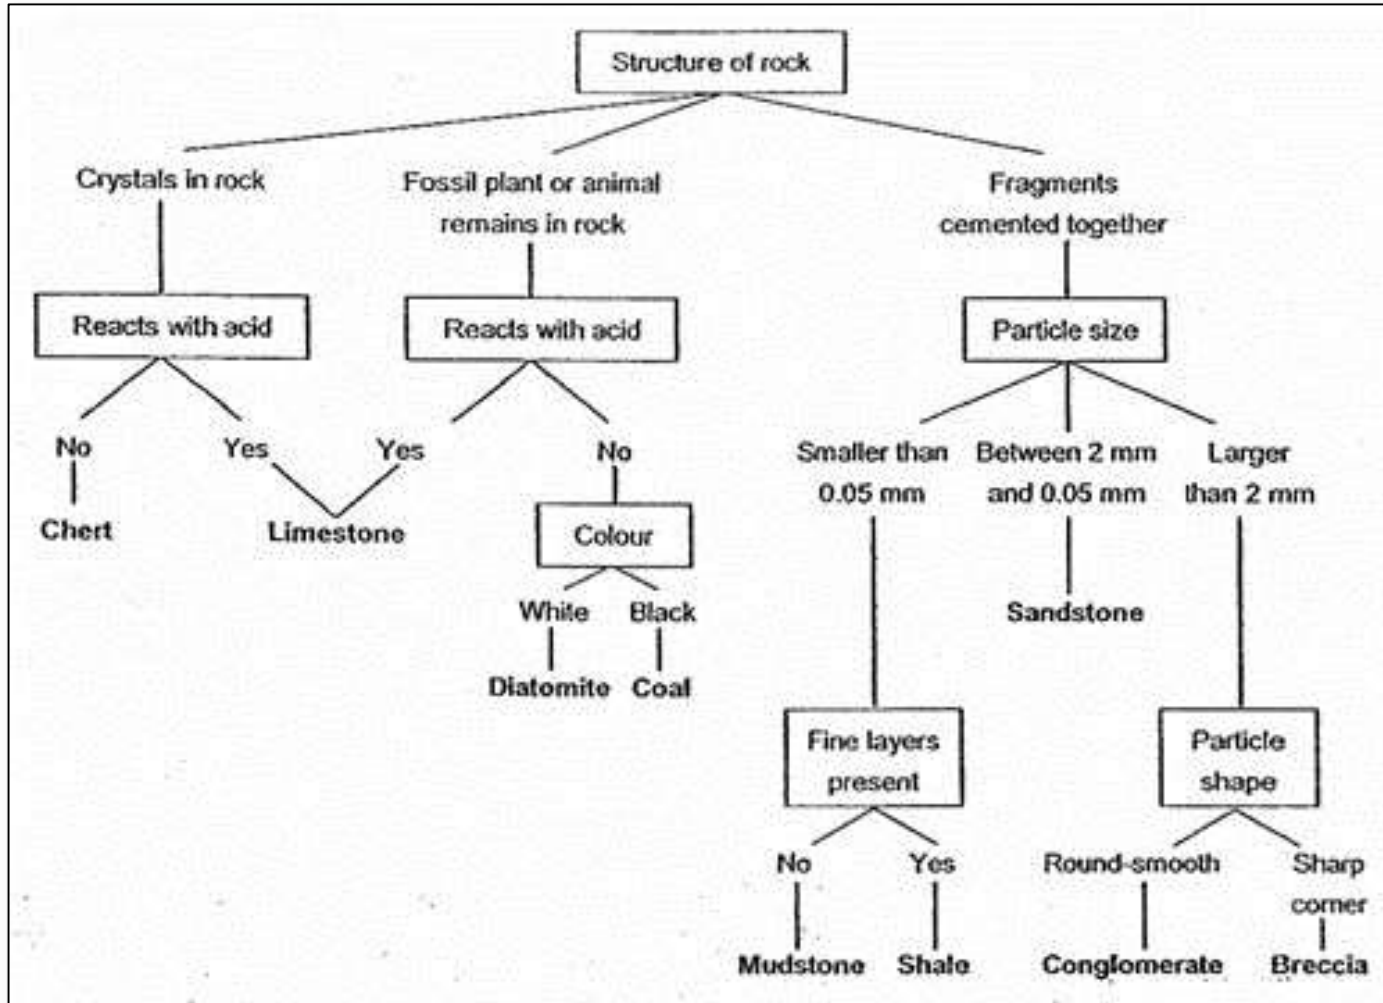 Structure of rock
Crystals in rock
Fossil plant or animal
remains in rock
Fragments
cemented together
Reacts with acid
Reacts with acid
Particle size
No
Yes
Yes
No
Smaller than
0.05 mm
Between 2 mm
and 0.05 mm
Larger
than 2 mm
Chert
Limestone
Colour
White
Black
Sandstone
Diatomite
Coal
Fine layers
present
Particle
shape
No
Yes
Round-smooth
Sharp
corner
Mudstone
Shale
Conglomerate
Breccia